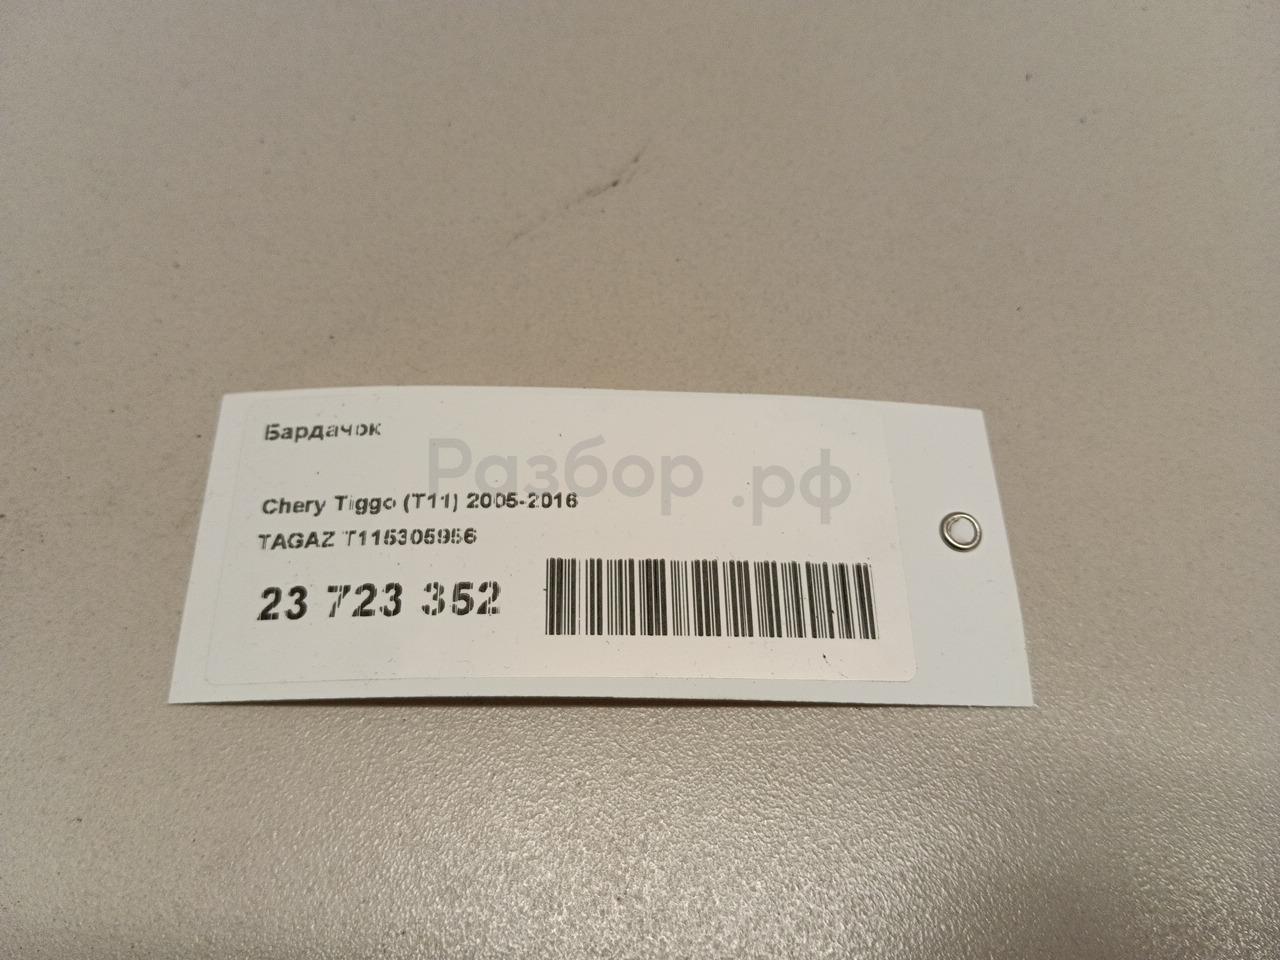 Бардачок
Разбор.рф
Chery Tiggo (T11) 2005-2016
TAGAZ T115305956
23 723 352